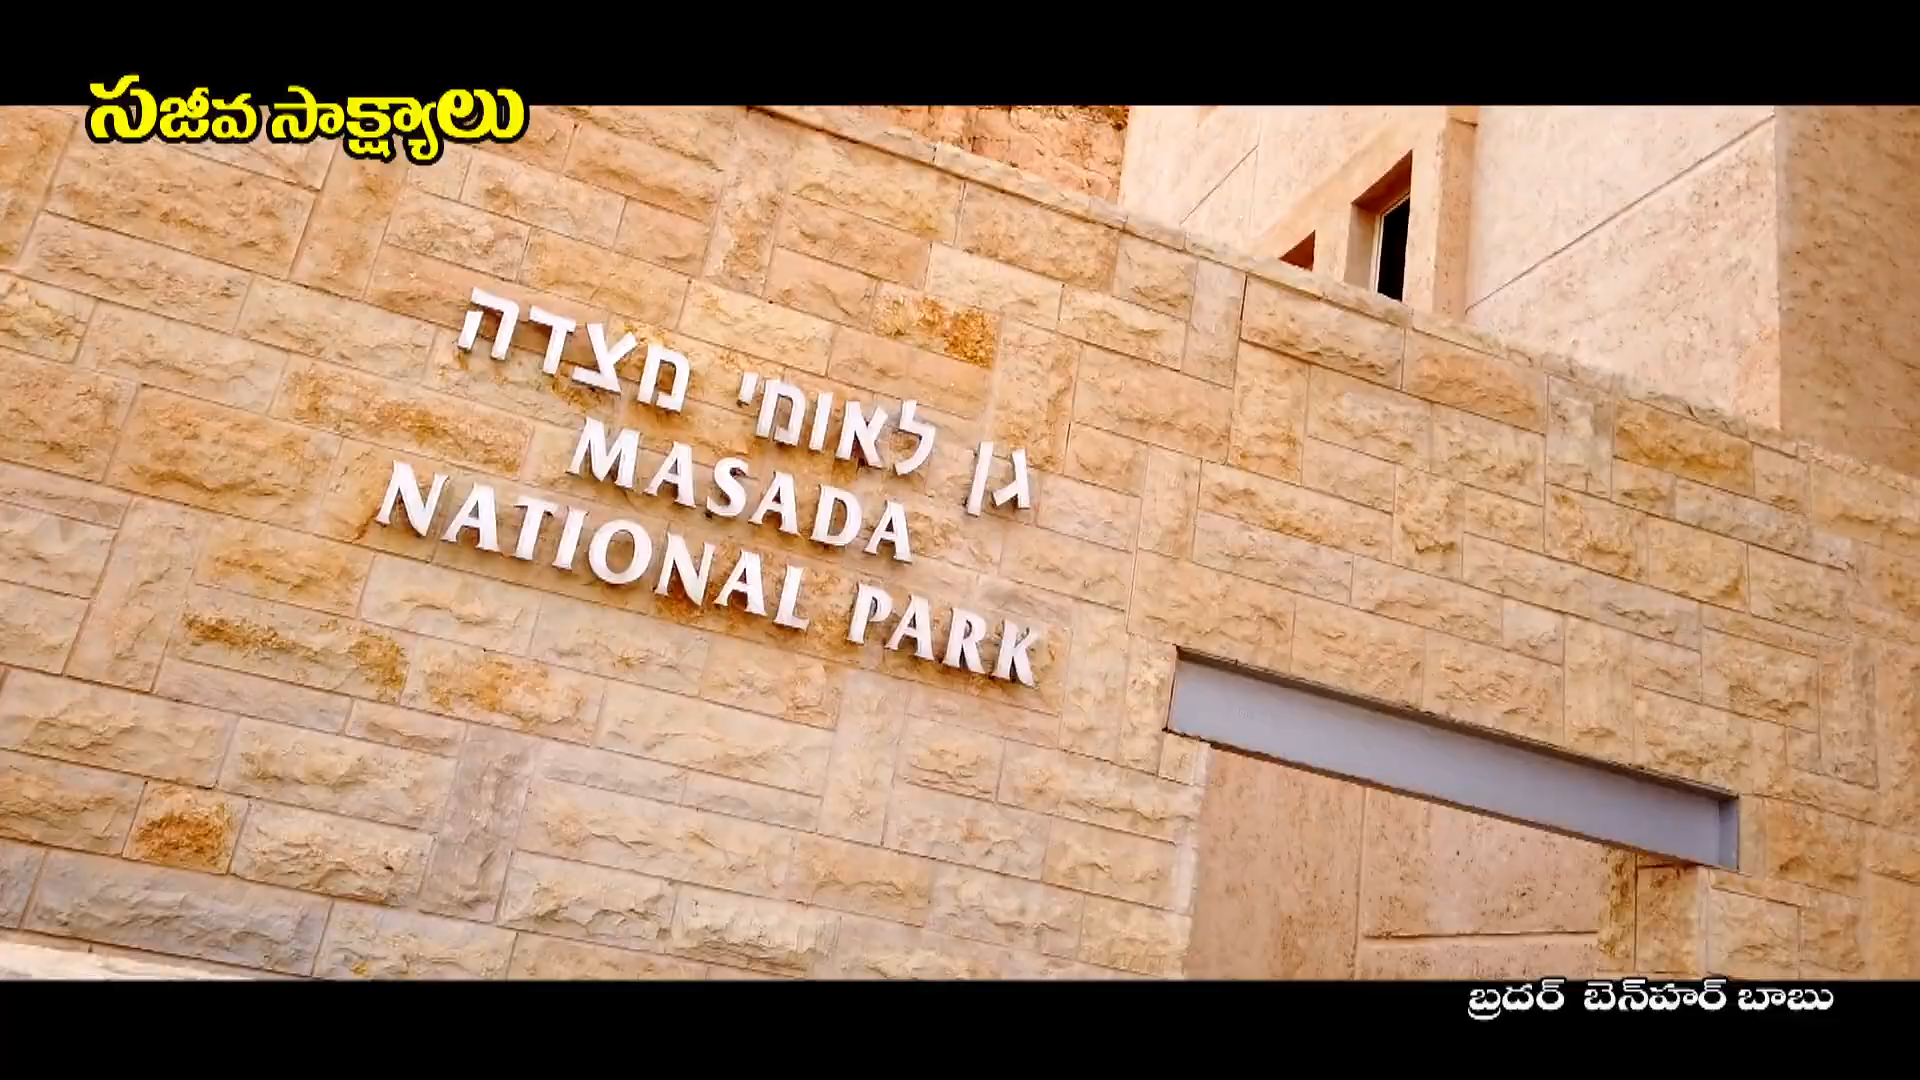 సజీవ సాక్ష్యాలు
גן לאומי מצדה
MASADA
NATIONAL PARK
బ్రదర్ బెన్‌హర్ బాబు